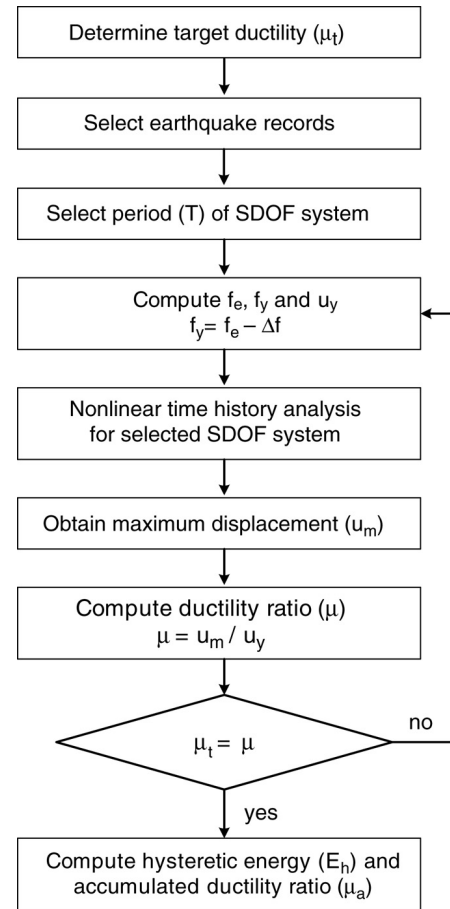 Determine target ductility (μt)
Select earthquake records
Select period (T) of SDOF system
Compute fe, fy and uy
fy= fe – Δf
Nonlinear time history analysis
for selected SDOF system
Obtain maximum displacement (um)
Compute ductility ratio (μ)
μ = um / uy
μt = μ
no
yes
Compute hysteretic energy (Eh) and
accumulated ductility ratio (μa)